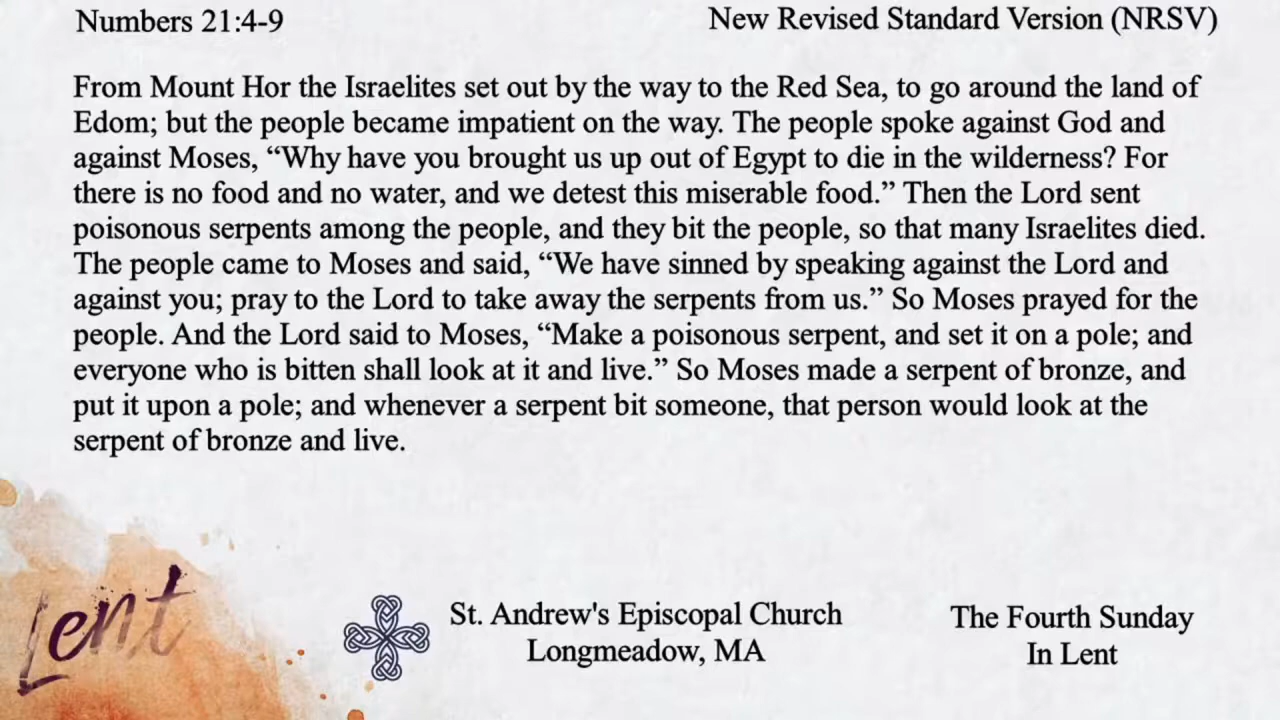 Numbers 21:4-9
New Revised Standard Version (NRSV)
From Mount Hor the Israelites set out by the way to the Red Sea, to go around the land of
Edom; but the people became impatient on the way. The people spoke against God and
against Moses, “Why have you brought us up out of Egypt to die in the wilderness? For
there is no food and no water, and we detest this miserable food.” Then the Lord sent
poisonous serpents among the people, and they bit the people, so that many Israelites died.
The people came to Moses and said, “We have sinned by speaking against the Lord and
against you; pray to the Lord to take away the serpents from us.” So Moses prayed for the
people. And the Lord said to Moses, “Make a poisonous serpent, and set it on a pole; and
everyone who is bitten shall look at it and live.” So Moses made a serpent of bronze, and
put it upon a pole; and whenever a serpent bit someone, that person would look at the
serpent of bronze and live.
Lent
St. Andrew's Episcopal Church
Longmeadow, MA
The Fourth Sunday
In Lent